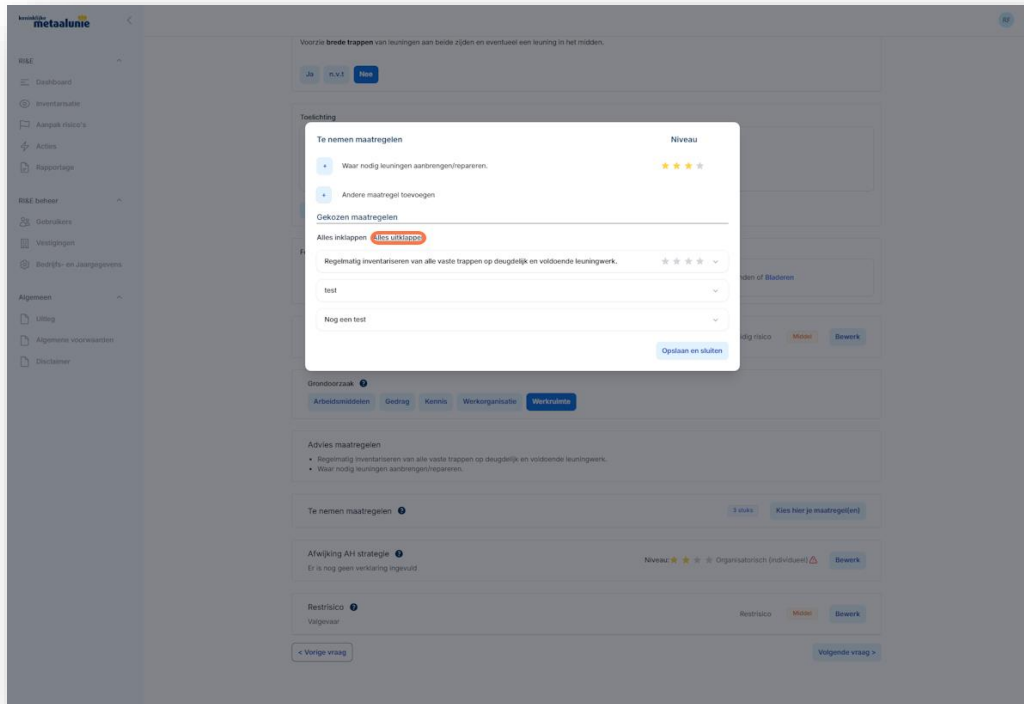 koninklijke
metaalunie
RF
RI&E
Dashboard
Inventarisatie
Aanpak risico's
Acties
Rapportage
RI&E beheer
Gebruikers
Vestigingen
Bedrijfs- en Jaargegevens
Algemeen
Uitleg
Algemene voorwaarden
Disclaimer
Voorzie brede trappen van leuningen aan beide zijden en eventueel een leuning in het midden.
Ja n.v.t Nee
Toelichting
Te nemen maatregelen Niveau
+ Waar nodig leuningen aanbrengen/repareren.
+ Andere maatregel toevoegen
Gekozen maatregelen
Alles inklappen Alles uitklappe
Regelmatig inventariseren van alle vaste trappen op deugdelijk en voldoende leuningwerk.
test
Nog een test
Opslaan en sluiten
of Bladeren
risico Middel Bewerk
Grondoorzaak ?
Arbeidsmiddelen Gedrag Kennis Werkorganisatie Werkruimte
Advies maatregelen
• Regelmatig inventariseren van alle vaste trappen op deugdelijk en voldoende leuningwerk.
• Waar nodig leuningen aanbrengen/repareren.
Te nemen maatregelen ? 3 stuks Kies hier je maatregel(en)
Afwijking AH strategie ? Niveau: Organisatorisch (individueel) Bewerk
Er is nog geen verklaring ingevuld
Restrisico ? Restrisico Middel Bewerk
Valgevaar
< Vorige vraag Volgende vraag >